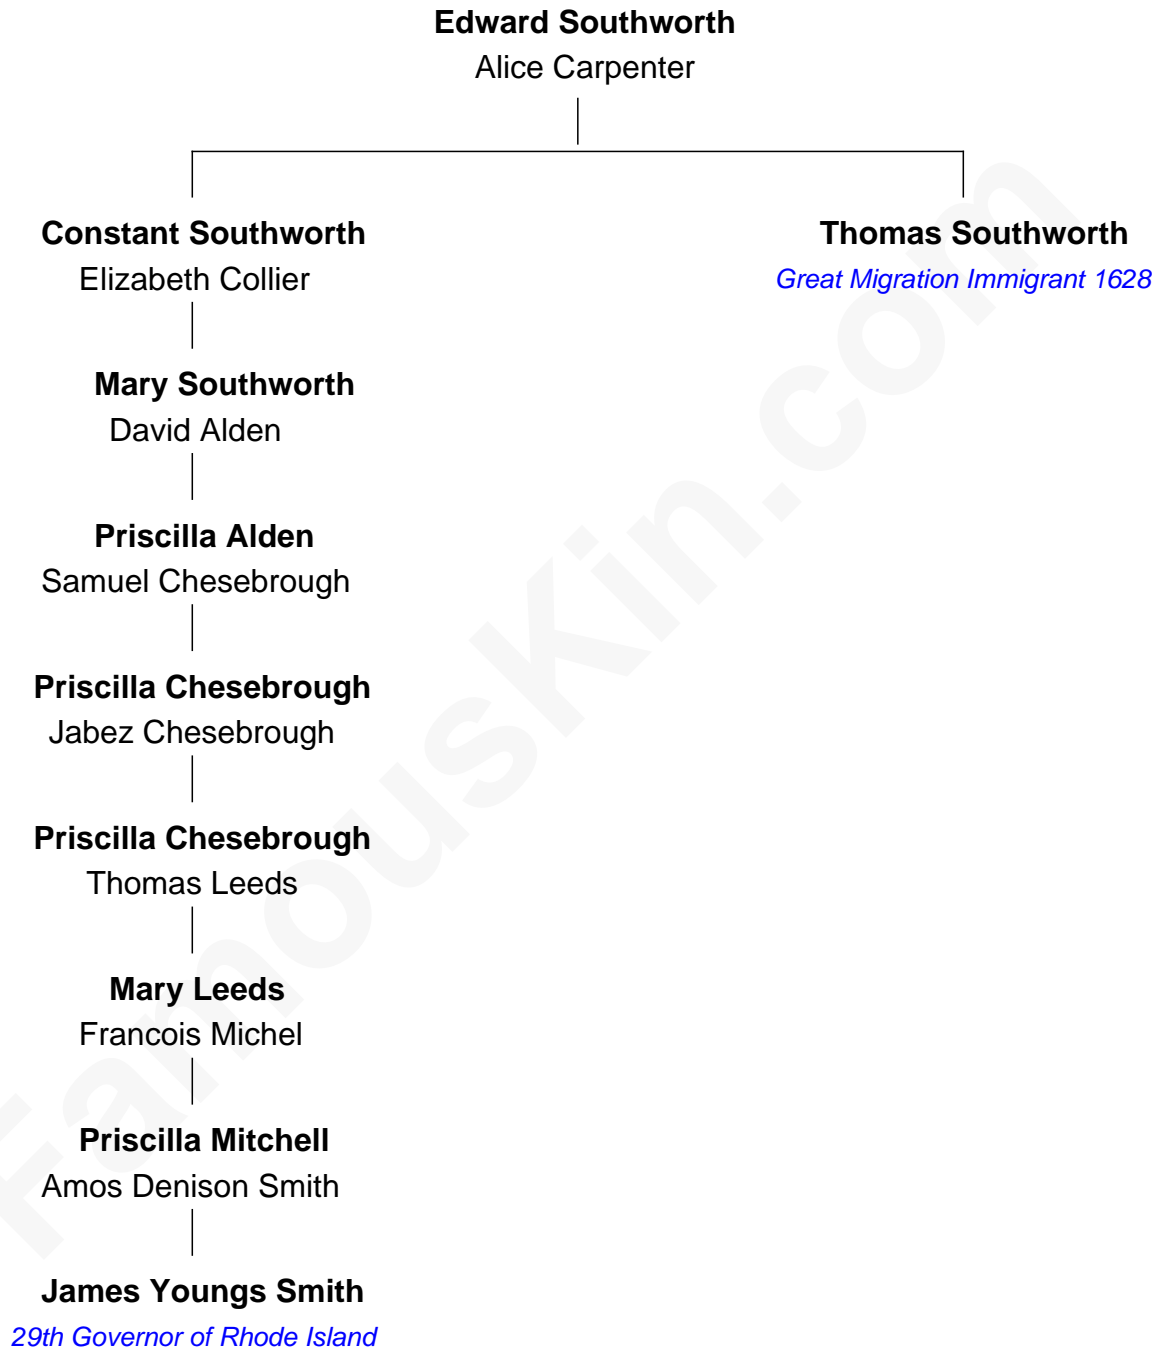 Edward Southworth
Alice Carpenter
Constant Southworth
Elizabeth Collier
Thomas Southworth
Great Migration Immigrant 1628
Mary Southworth
David Alden
Priscilla Alden
Samuel Chesebrough
Priscilla Chesebrough
Jabez Chesebrough
Priscilla Chesebrough
Thomas Leeds
Mary Leeds
Francois Michel
Priscilla Mitchell
Amos Denison Smith
James Youngs Smith
29th Governor of Rhode Island
FamousKin.com